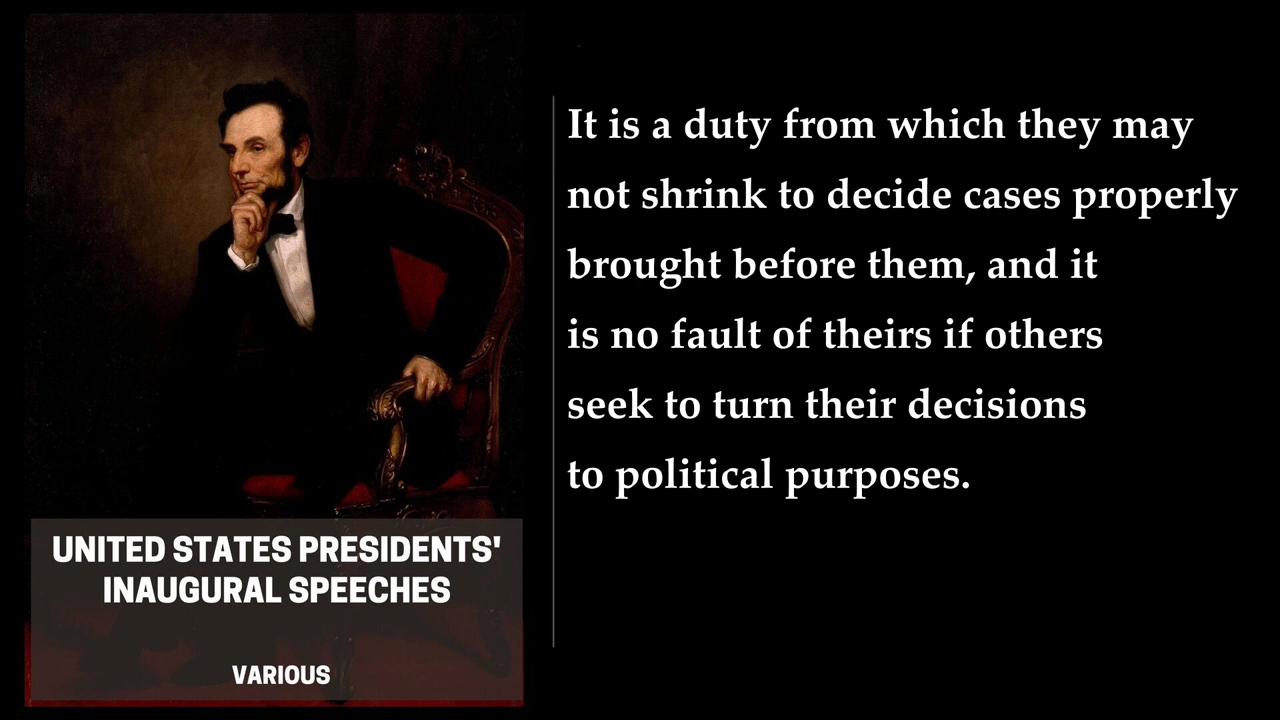 It is a duty from which they may
not shrink to decide cases properly
brought before them, and it
is no fault of theirs if others
seek to turn their decisions
to political purposes.
UNITED STATES PRESIDENTS'
INAUGURAL SPEECHES
VARIOUS